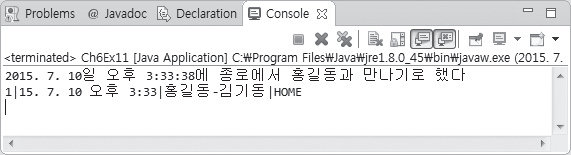 Problems @ Javadoc Declaration Console
<terminated> Ch6Ex11 [Java Application] C:\Program Files\Java\jre1.8.0_45\bin\javaw.exe (2015. 7.
2015. 7. 10일 오후 3:33:38에 종로에서 홍길동과 만나기로 했다
1|15. 7. 10 오후 3:33|홍길동-김기동|HOME